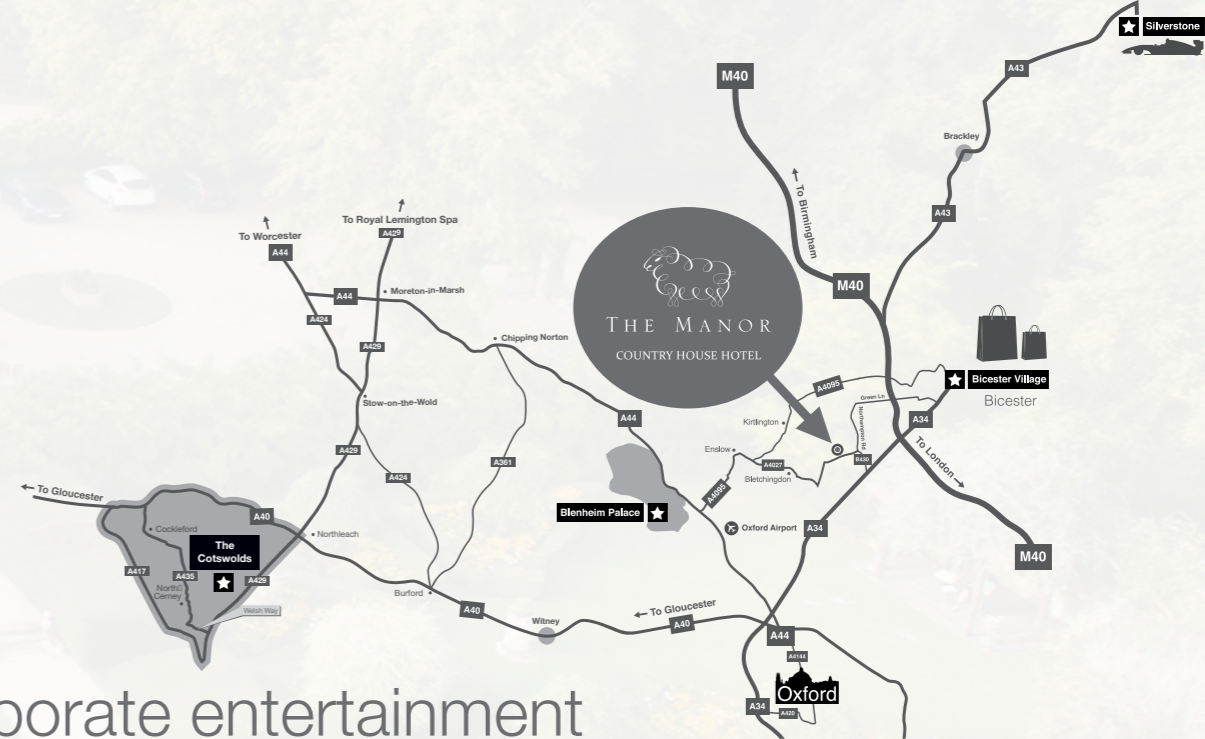 Silverstone
A43
M40
Brackley
To Birmingham
A43
To Royal Lemington Spa
A429
To Worcester
A44
M40
A44
Moreton-in-Marsh
A424
THE MANOR
COUNTRY HOUSE HOTEL
A429
Chipping Norton
Bicester Village
Bicester
A4095
Green Ln
Stow-on-the-Wold
A44
A34
Kirtlington
Northampton Rd
A429
Enslow
To London
A361
A4027
B430
A424
Bletchingdon
To Gloucester
A4095
Blenheim Palace
A40
Oxford Airport
A34
Cockleford
Northleach
The
Cotswolds
M40
A417
A435
A429
North
Cerney
Burford
Welsh Way
A40
To Gloucester
A40
Witney
A44
A4144
Oxford
A34
A420
porate entertainment